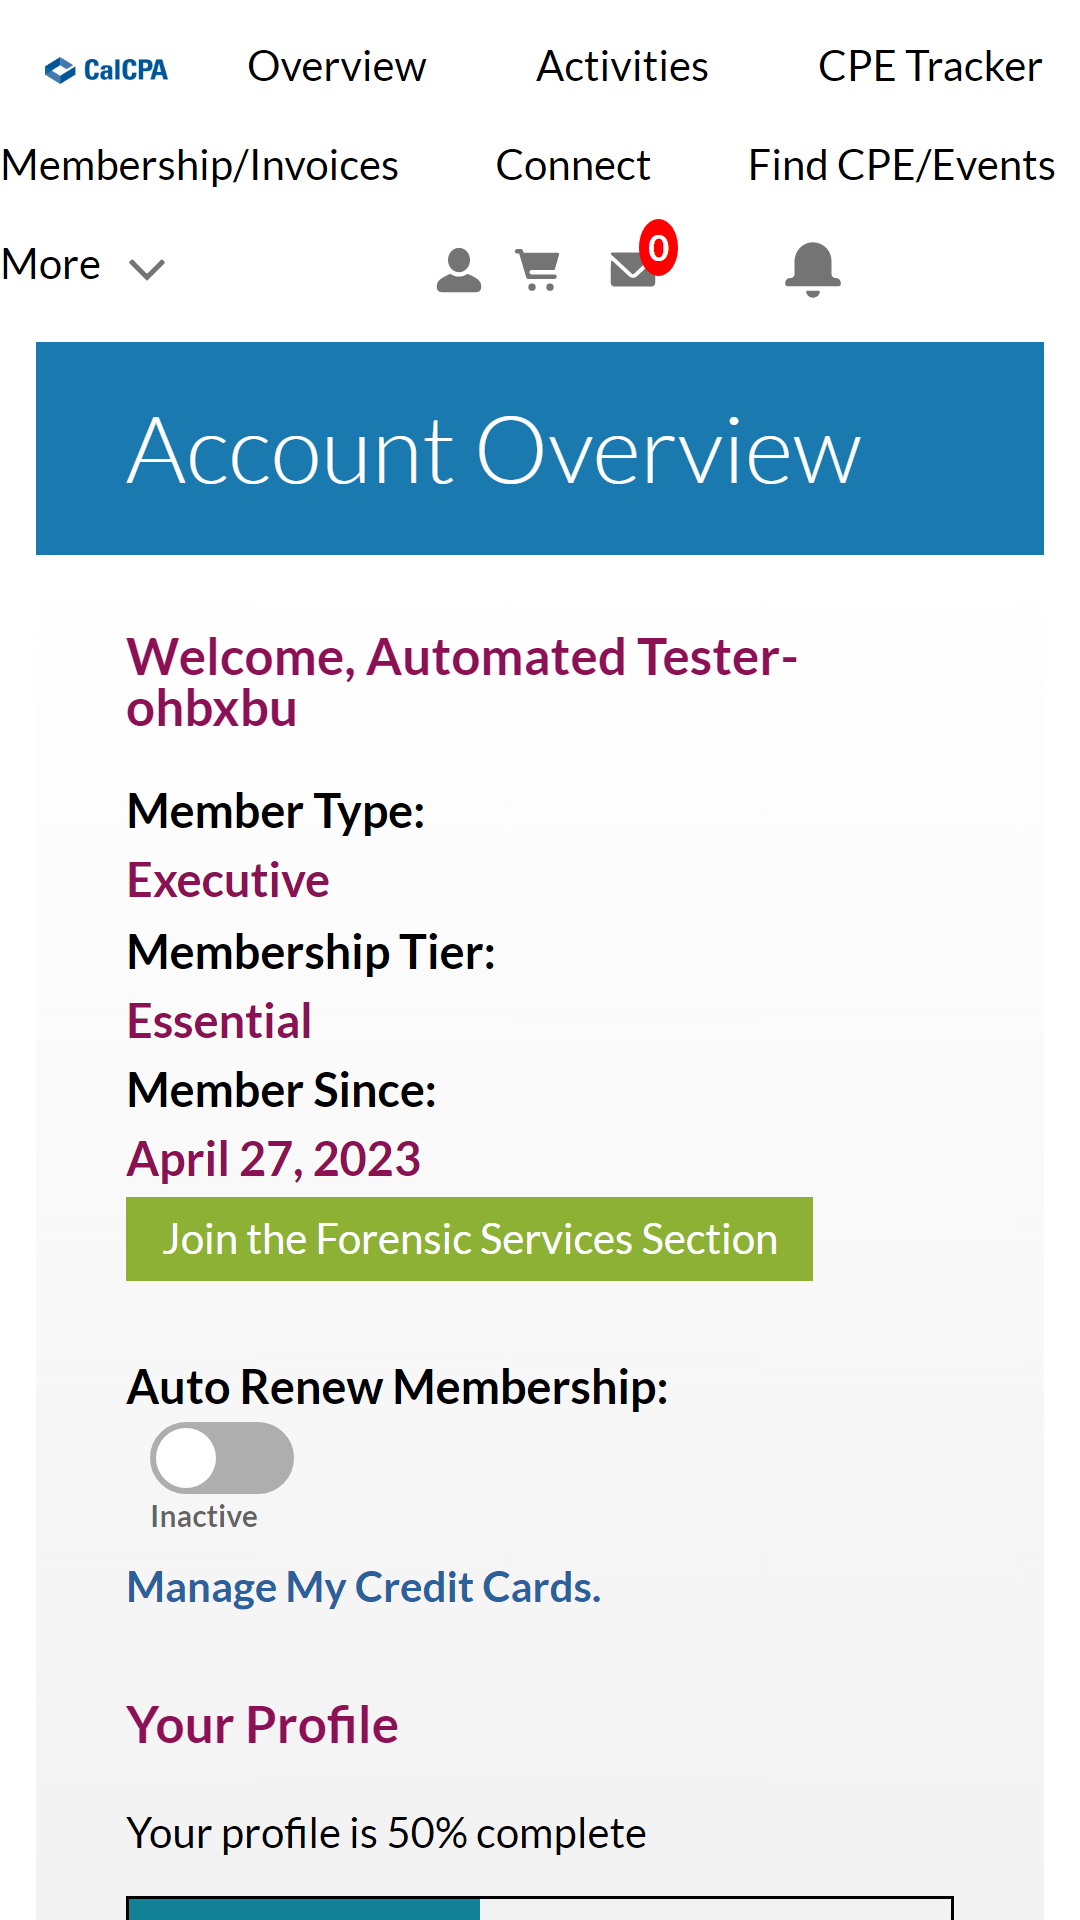 CalCPA Overview Activities CPE Tracker
Membership/Invoices Connect Find CPE/Events
More 0
Account Overview
Welcome, Automated Tester-
ohbxbu
Member Type:
Executive
Membership Tier:
Essential
Member Since:
April 27, 2023
Join the Forensic Services Section
Auto Renew Membership:
Inactive
Manage My Credit Cards.
Your Profile
Your profile is 50% complete